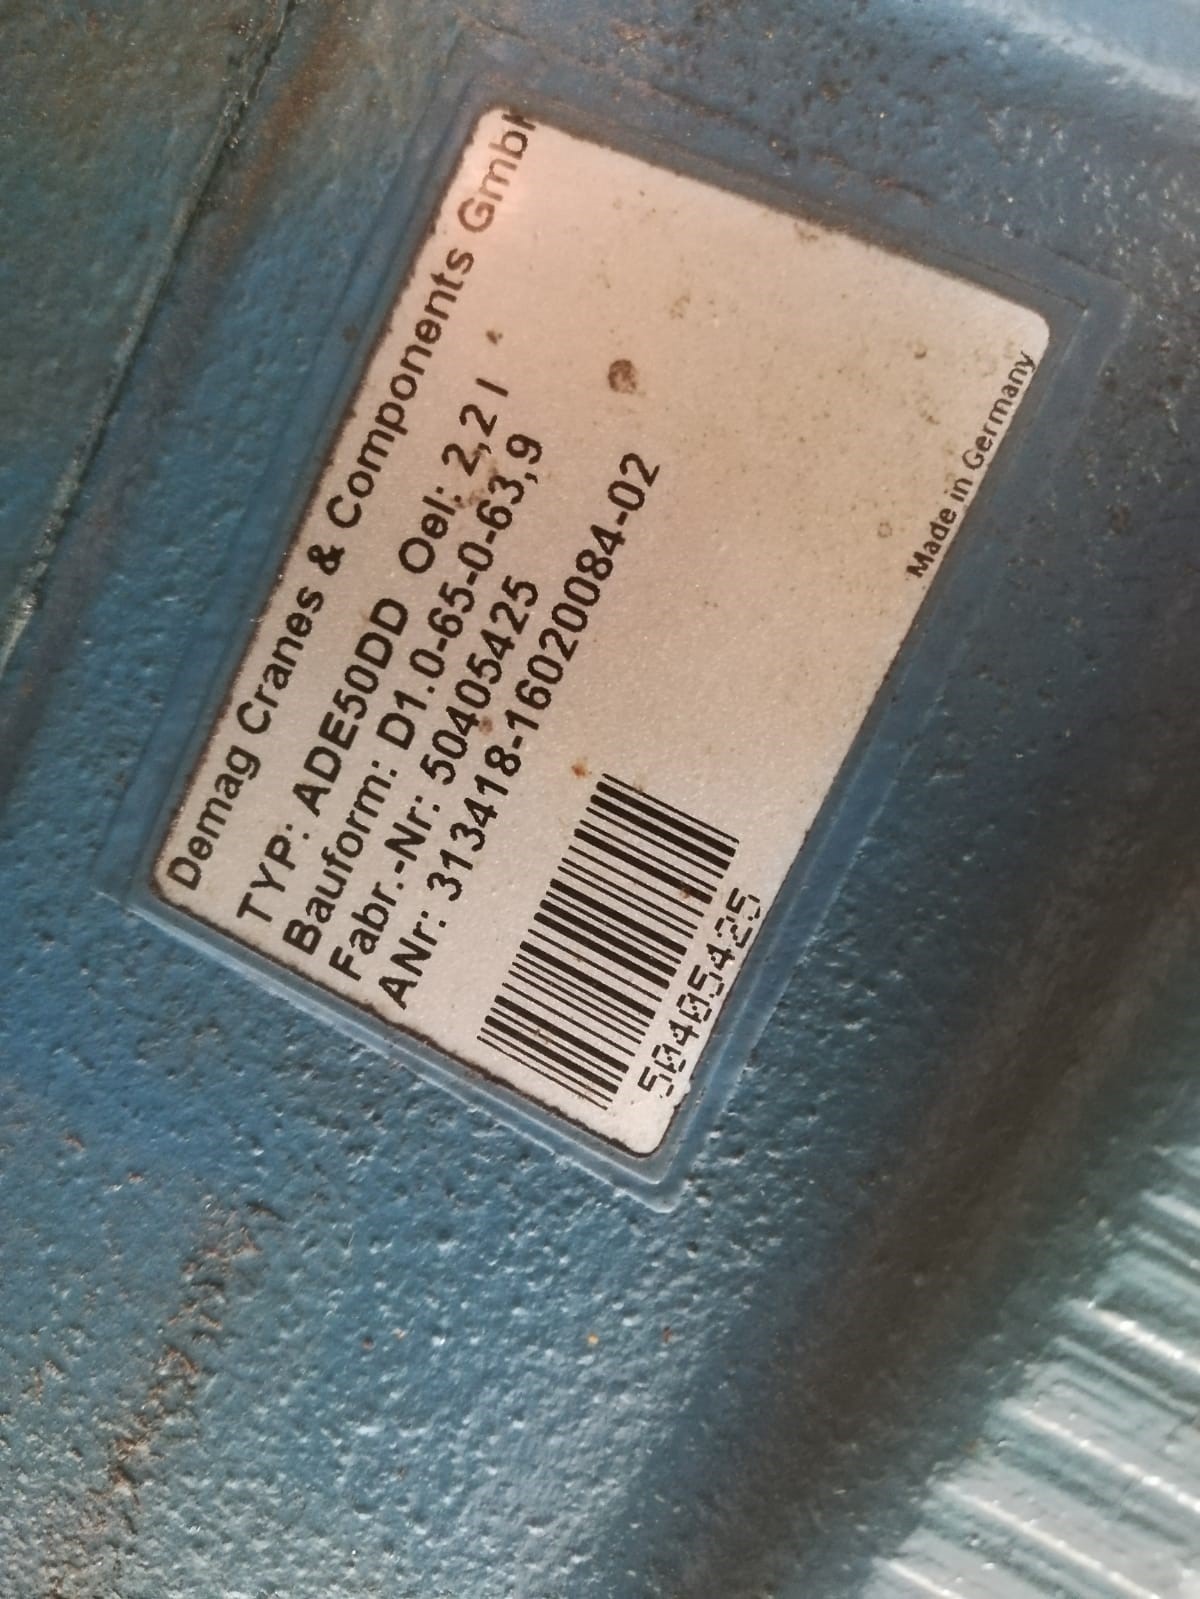 Demag Cranes & Components GmbH
TYP: ADE50DD Oel: 2,2 l
Bauform: D1.0-65-0-63,9
Fabr.-Nr: 50405425
ANr: 313418-16020084-02
50405425
Made in Germany